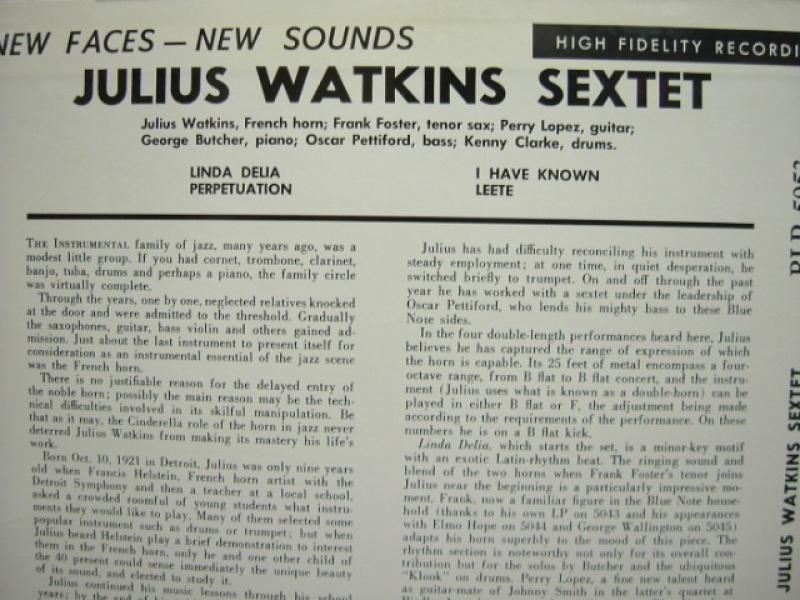 NEW FACES — NEW SOUNDS
HIGH FIDELITY RECORDI
JULIUS WATKINS SEXTET
Julius Watkins, French horn; Frank Foster, tenor sax; Perry Lopez, guitar;
George Butcher, piano; Oscar Pettiford, bass; Kenny Clarke, drums.
LINDA DELIA
PERPETUATION
I HAVE KNOWN
LEETE
THE INSTRUMENTAL family of jazz, many years ago, was a
modest little group. If you had cornet, trombone, clarinet,
banjo, tuba, drums and perhaps a piano, the family circle
was virtually complete.
Through the years, one by one, neglected relatives knocked
at the door and were admitted to the threshold. Gradually
the saxophones, guitar, bass violin and others gained ad-
mission. Just about the last instrument to present itself for
consideration as an instrumental essential of the jazz scene
was the French horn.
There is no justifiable reason for the delayed entry of
the noble horn; possibly the main reason may be the tech-
nical difficulties involved in its skilful manipulation. Be
that as it may, the Cinderella role of the horn in jazz never
deterred Julius Watkins from making its mastery his life's
work.
Born Oct. 10, 1921 in Detroit, Julius was only nine years
old when Francis Helstein, French horn artist with the
Detroit Symphony and then a teacher at a local school,
asked a crowded roomful of young students what instru-
ments they would like to play. Many of them selected some
popular instrument such as drums or trumpet; but when
Julius heard Helstein play a brief demonstration to interest
them in the French horn, only he and one other child of
the 40 present could sense immediately the unique beauty
of its sound, and elected to study it.
Julius continued his music lessons through his school
years; by the end of
Julius has had difficulty reconciling his instrument with
steady employment; at one time, in quiet desperation, he
switched briefly to trumpet. On and off through the past
year he has worked with a sextet under the leadership of
Oscar Pettiford, who lends his mighty bass to these Blue
Note sides.
In the four double-length performances heard here, Julius
believes he has captured the range of expression of which
the horn is capable. Its 25 feet of metal encompass a four-
octave range, from B flat to B flat concert, and the instru-
ment (Julius uses what is known as a double-horn) can be
played in either B flat or F, the adjustment being made
according to the requirements of the performance. On these
numbers he is on a B flat kick.
Linda Delia, which starts the set, is a minor-key motif
with an exotic Latin-rhythm beat. The ringing sound and
blend of the two horns when Frank Foster's tenor joins
Julius near the beginning is a particularly impressive mo-
ment. Frank, now a familiar figure in the Blue Note house-
hold (thanks to his own LP on 5043 and his appearances
with Elmo Hope on 5044 and George Wallington on 5045)
adapts his horn superbly to the mood of this piece. The
rhythm section is noteworthy not only for its overall con-
tribution but for the solos by Butcher and the ubiquitous
"Klook" on drums. Perry Lopez, a fine new talent heard
as guitar-mate of Johnny Smith in the latter's quartet at
JULIUS WATKINS SEXTET
BLP 5053